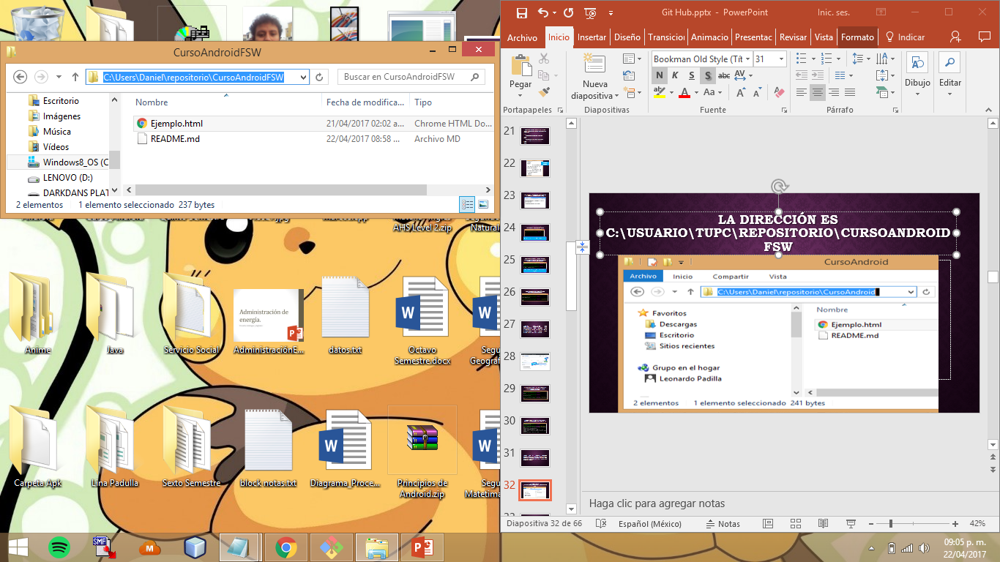 CursoAndroidFSW
C:\Users\Daniel\repositorio\CursoAndroidFSW
Buscar en CursoAndroidFSW
Escritorio
Imágenes
Música
Vídeos
Windows8_OS (C
LENOVO (D:)
DARKDANS PLAT
Nombre
Fecha de modifica...
Tipo
Ejemplo.html
21/04/2017 02:02 a...
Chrome HTML Do...
README.md
22/04/2017 08:58 ...
Archivo MD
2 elementos
1 elemento seleccionado 237 bytes
AHS Level 2.zip
Natural
Anime
Java
Servicio Social
Administración de
energía.
AdministraciónE...
datos.txt
Octavo
Semestre.docx
Segu
Geográf
Carpeta Apk
Lina Padulla
Sexto Semestre
block notas.txt
Diagrama_Proce...
Principios de
Android.zip
Segu
Matetima
SMF
Git Hub.pptx - PowerPoint
Inic. ses.
Archivo
Inicio
Insertar
Diseño
Transicior
Animacio
Presentac
Revisar
Vista
Formato
Indicar
Pegar
Nueva
diapositiva
Bookman Old Style (Tít
31
N
K
S
S
abc
AV
Aa
A
A
Dibujo
Editar
Portapapeles
Diapositivas
Fuente
Párrafo
21
22
23
24
25
26
27
28
29
30
31
32
LA DIRECCIÓN ES
C:\USUARIO\TUPC\REPOSITORIO\CURSOANDROID
FSW
CursoAndroid
Archivo
Inicio
Compartir
Vista
C:\Users\Daniel\repositorio\CursoAndroid
Favoritos
Descargas
Escritorio
Sitios recientes
Grupo en el hogar
Leonardo Padilla
Nombre
Ejemplo.html
README.md
2 elementos
1 elemento seleccionado 241 bytes
Haga clic para agregar notas
Diapositiva 32 de 66
Español (México)
Notas
42%
09:05 p. m.
22/04/2017